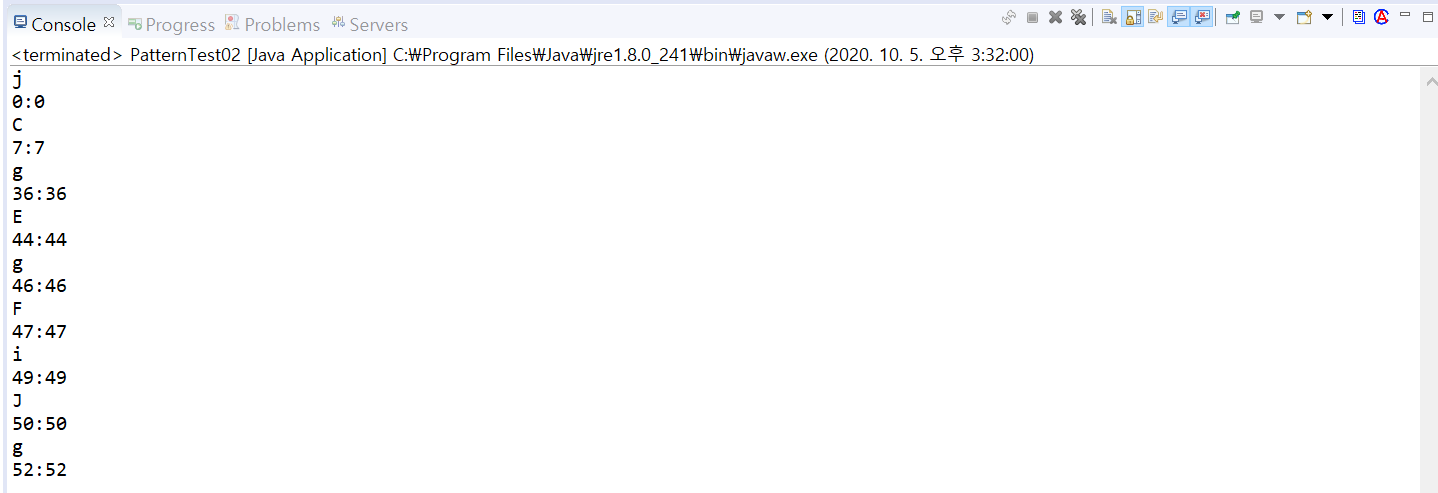 Console Progress Problems Servers
<terminated> PatternTest02 [Java Application] C:₩Program Files₩Java₩jre1.8.0_241₩bin₩javaw.exe (2020. 10. 5. 오후 3:32:00)
j
0:0
C
7:7
g
36:36
E
44:44
g
46:46
F
47:47
i
49:49
J
50:50
g
52:52